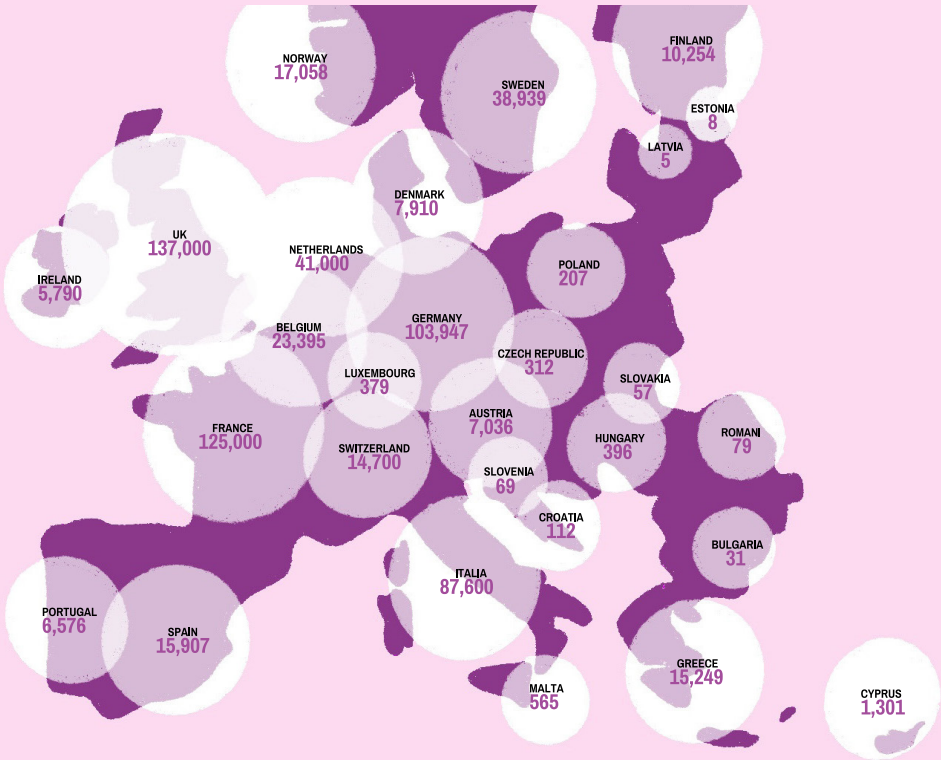 NORWAY
17,058
SWEDEN
38,939
FINLAND
10,254
ESTONIA
8
LATVIA
5
DENMARK
7,910
UK
137,000
NETHERLANDS
41,000
IRELAND
5,790
POLAND
207
BELGIUM
23,395
GERMANY
103,947
CZECH REPUBLIC
312
LUXEMBOURG
379
SLOVAKIA
57
FRANCE
125,000
AUSTRIA
7,036
SWITZERLAND
14,700
HUNGARY
396
ROMANI
79
SLOVENIA
69
CROATIA
112
BULGARIA
31
ITALIA
87,600
PORTUGAL
6,576
SPAIN
15,907
GREECE
15,249
MALTA
565
CYPRUS
1,301